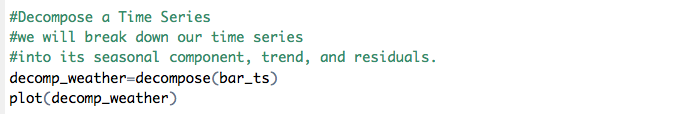 #Decompose a Time Series
#we will break down our time series
#into its seasonal component, trend, and residuals.
decomp_weather=decompose(bar_ts)
plot(decomp_weather)